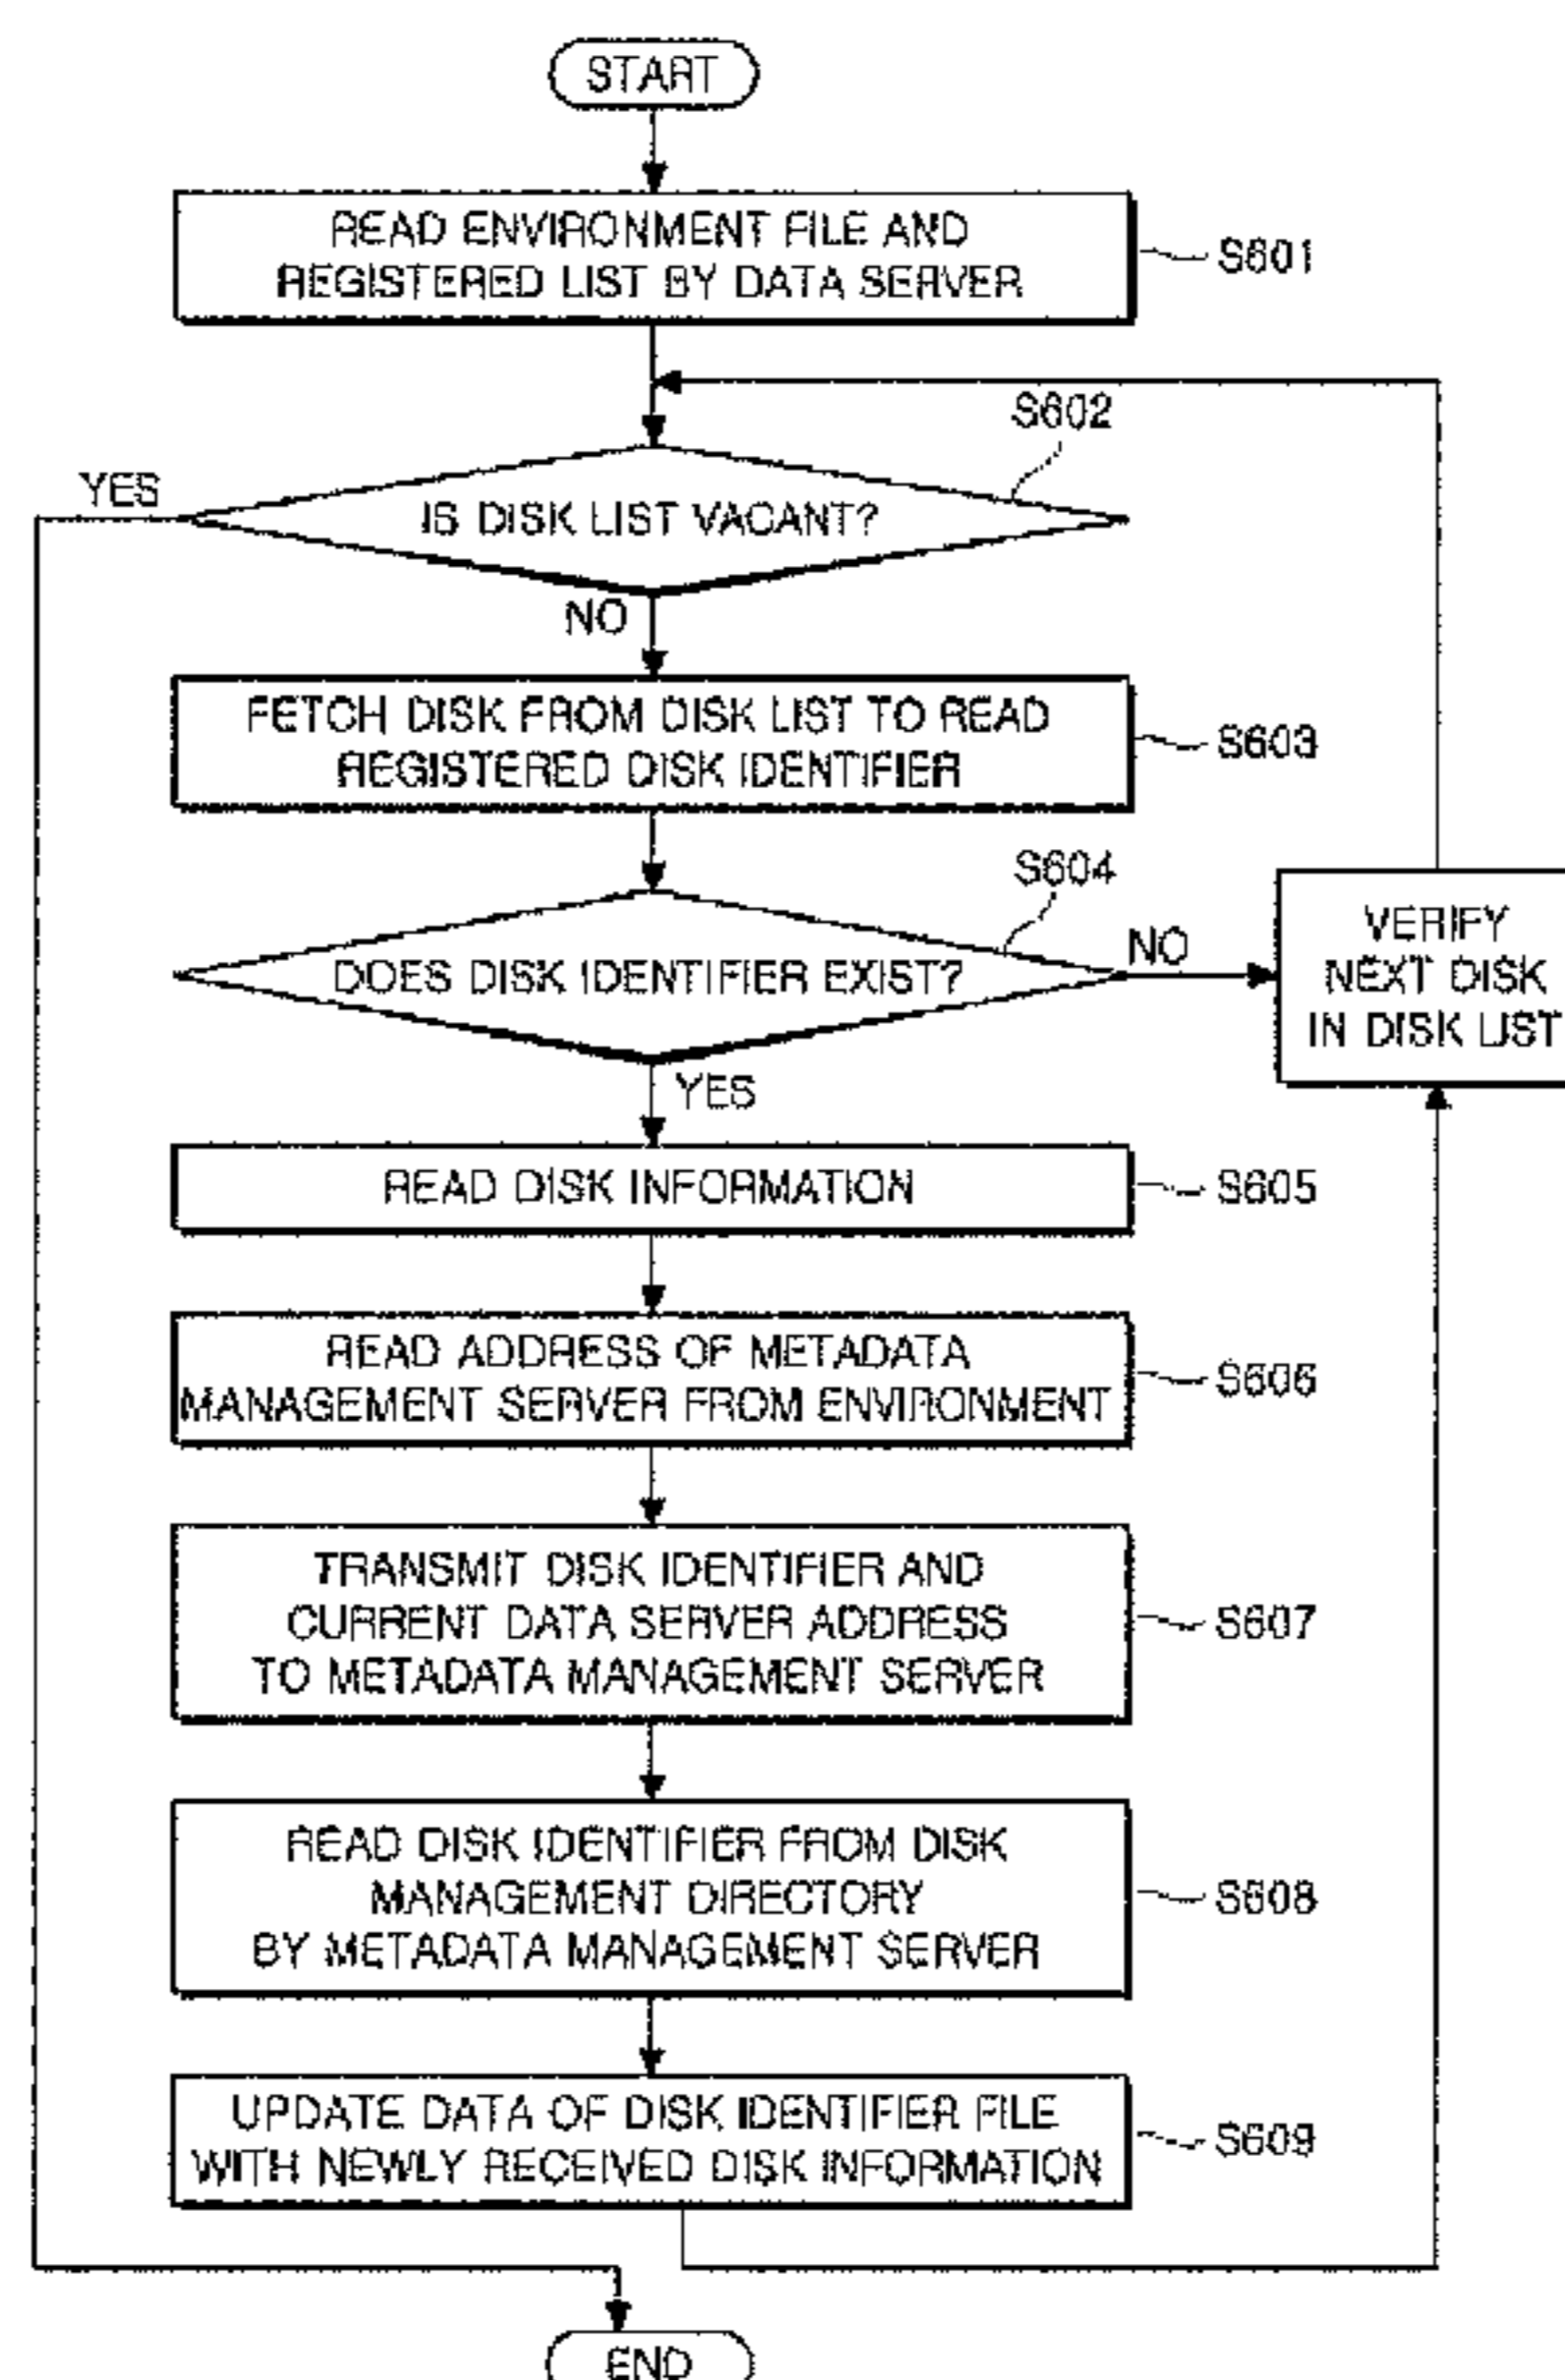 START
READ ENVIRONMENT FILE AND
REGISTERED LIST BY DATA SERVER
S601
S602
YES
IS DISK LIST VACANT?
NO
FETCH DISK FROM DISK LIST TO READ
REGISTERED DISK IDENTIFIER
S603
S604
DOES DISK IDENTIFIER EXIST?
NO
VERIFY
NEXT DISK
IN DISK LIST
YES
READ DISK INFORMATION
S605
READ ADDRESS OF METADATA
MANAGEMENT SERVER FROM ENVIRONMENT
S606
TRANSMIT DISK IDENTIFIER AND
CURRENT DATA SERVER ADDRESS
TO METADATA MANAGEMENT SERVER
S607
READ DISK IDENTIFIER FROM DISK
MANAGEMENT DIRECTORY
BY METADATA MANAGEMENT SERVER
S608
UPDATE DATA OF DISK IDENTIFIER FILE
WITH NEWLY RECEIVED DISK INFORMATION
S609
END